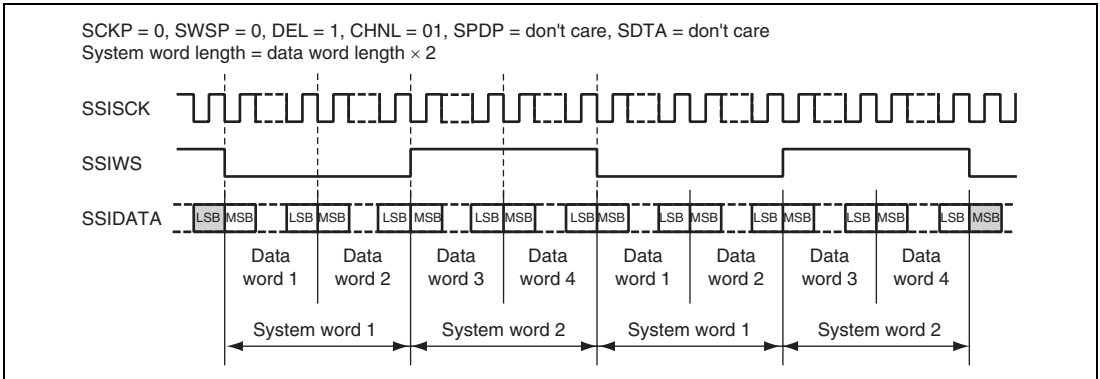 SCKP = 0, SWSP = 0, DEL = 1, CHNL = 01, SPDP = don't care, SDTA = don't care
System word length = data word length × 2
SSISCK
SSIWS
SSIDATA
LSB MSB LSB MSB LSB MSB LSB MSB LSB MSB LSB MSB LSB MSB LSB MSB LSB MSB
Data word 1
Data word 2
Data word 3
Data word 4
Data word 1
Data word 2
Data word 3
Data word 4
System word 1
System word 2
System word 1
System word 2